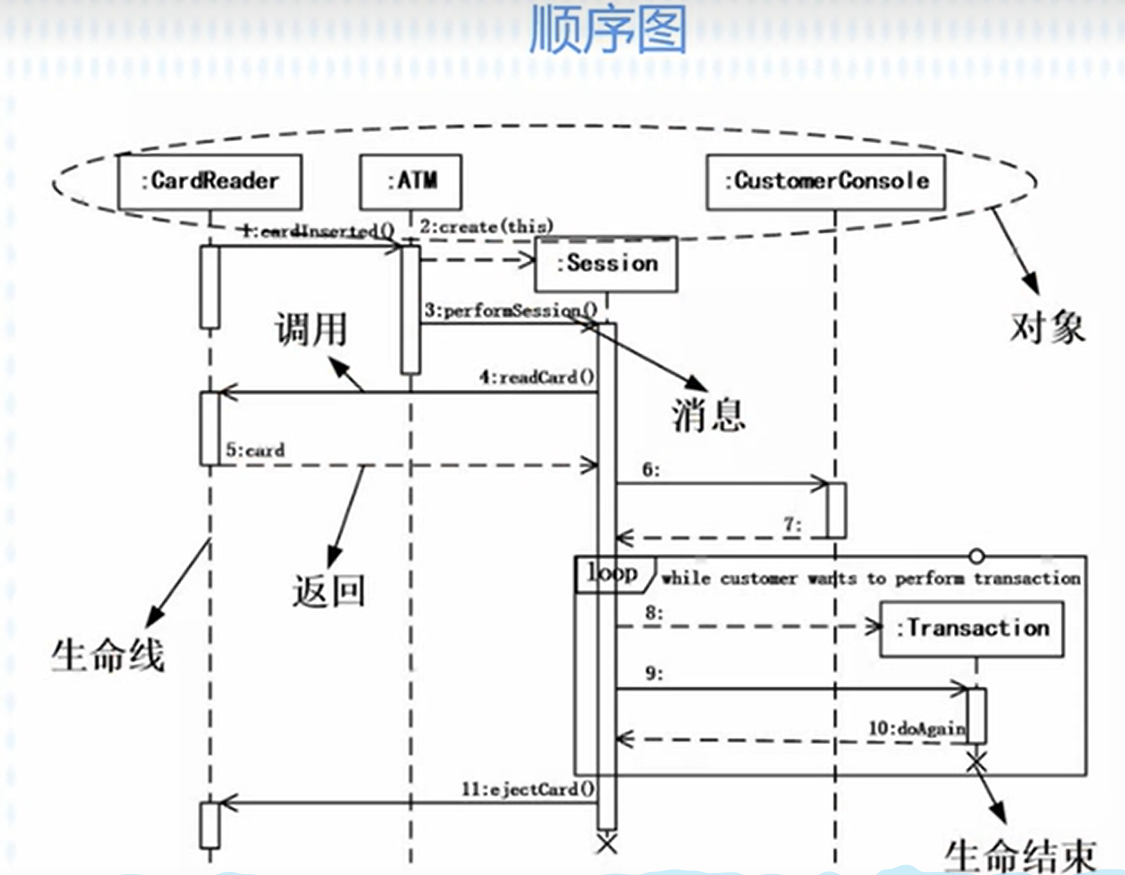 顺序图
:CardReader
:ATM
:CustomerConsole
1:cardInserted()
2:create(this)
:Session
对象
3:performSession()
调用
4:readCard()
消息
5:card
6:
7:
返回
loop
while customer wants to perform transaction
8:
:Transaction
生命线
9:
10:doAgain
11:ejectCard()
生命结束